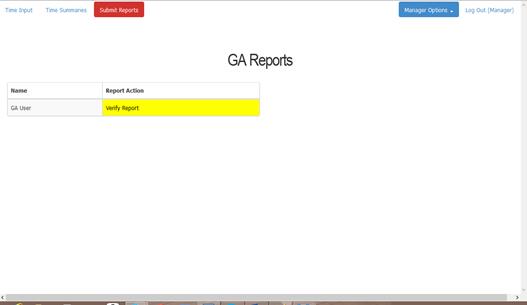 Time Input Time Summaries Submit Reports Manager Options Log Out (Manager)
GA Reports
Name Report Action
GA User Verify Report